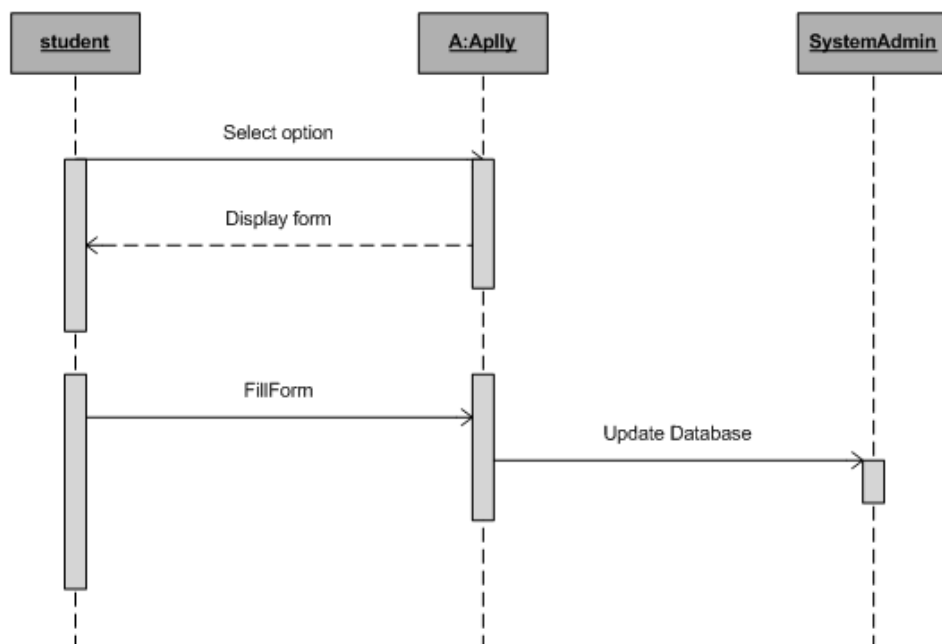 student
A:Aplly
SystemAdmin
Select option
Display form
FillForm
Update Database